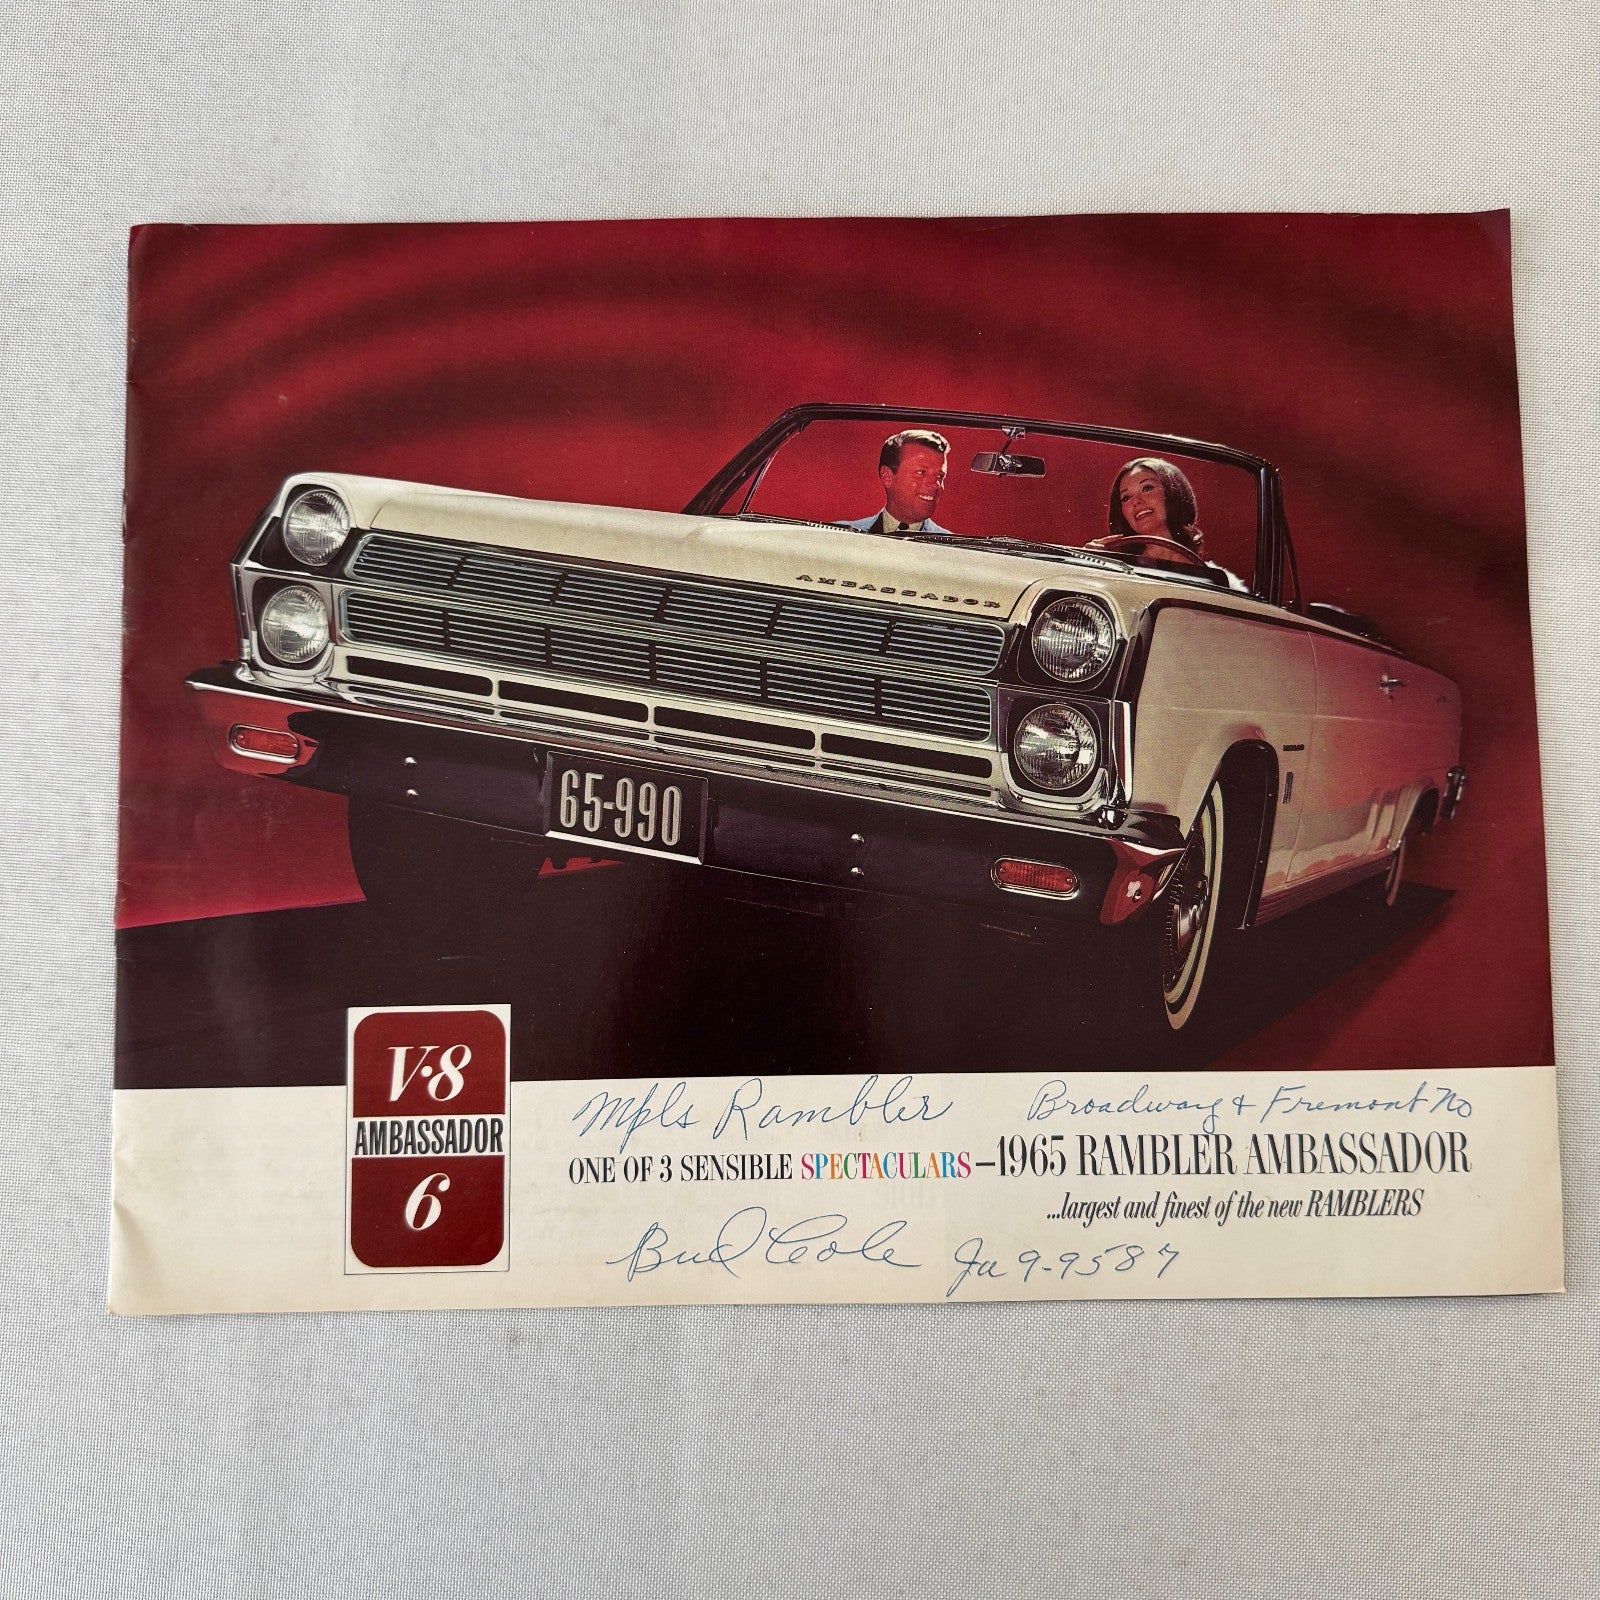 AMBASSADOR
65-990
V·8
AMBASSADOR
6
Mpls Rambler Broadway & Fremont No
ONE OF 3 SENSIBLE SPECTACULARS—1965 RAMBLER AMBASSADOR
...largest and finest of the new RAMBLERS
Bud Cole Ja 9-9587